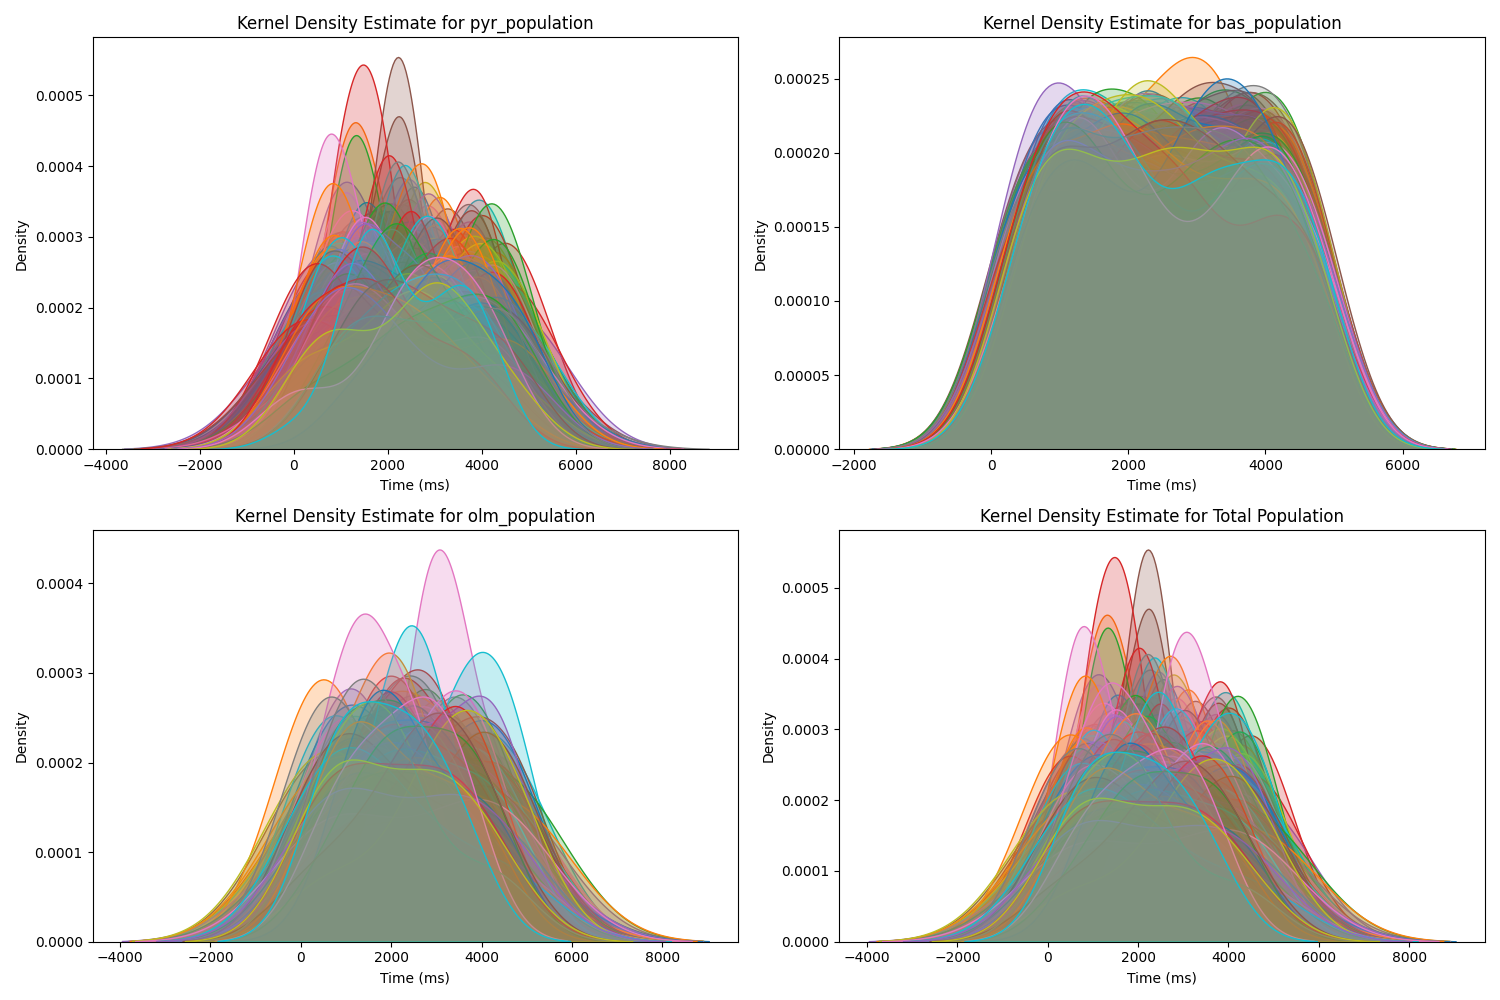 Kernel Density Estimate for pyr_population
0.0005
0.0004
0.0003
0.0002
0.0001
0.0000
Density
−4000 −2000 0 2000 4000 6000 8000
Time (ms)
Kernel Density Estimate for bas_population
0.00025
0.00020
0.00015
0.00010
0.00005
0.00000
Density
−2000 0 2000 4000 6000
Time (ms)
Kernel Density Estimate for olm_population
0.0004
0.0003
0.0002
0.0001
0.0000
Density
−4000 −2000 0 2000 4000 6000 8000
Time (ms)
Kernel Density Estimate for Total Population
0.0005
0.0004
0.0003
0.0002
0.0001
0.0000
Density
−4000 −2000 0 2000 4000 6000 8000
Time (ms)